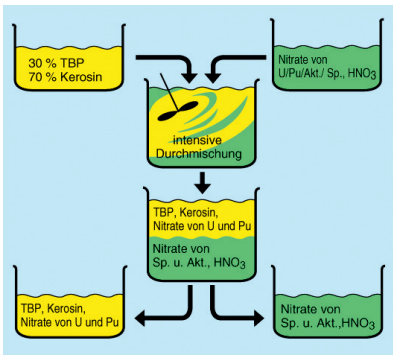 30 % TBP
70 % Kerosin
Nitrate von
U/Pu/Akt./ Sp., HNO₃
intensive
Durchmischung
TBP, Kerosin,
Nitrate von U und Pu
Nitrate von
Sp. u. Akt., HNO₃
TBP, Kerosin,
Nitrate von U und Pu
Nitrate von
Sp. u. Akt.,HNO₃